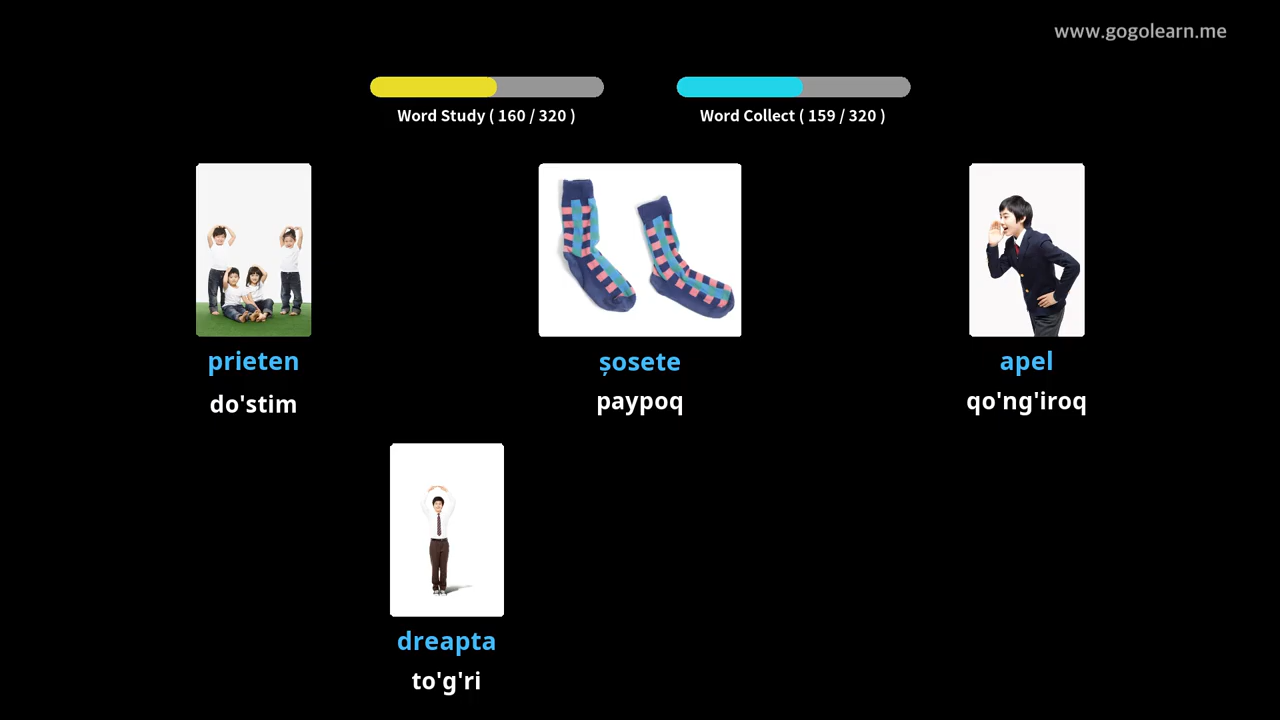 www.gogolearn.me
Word Study ( 160 / 320 )
Word Collect ( 159 / 320 )
prieten
șosete
apel
do'stim
paypoq
qo'ng'iroq
dreapta
to'g'ri